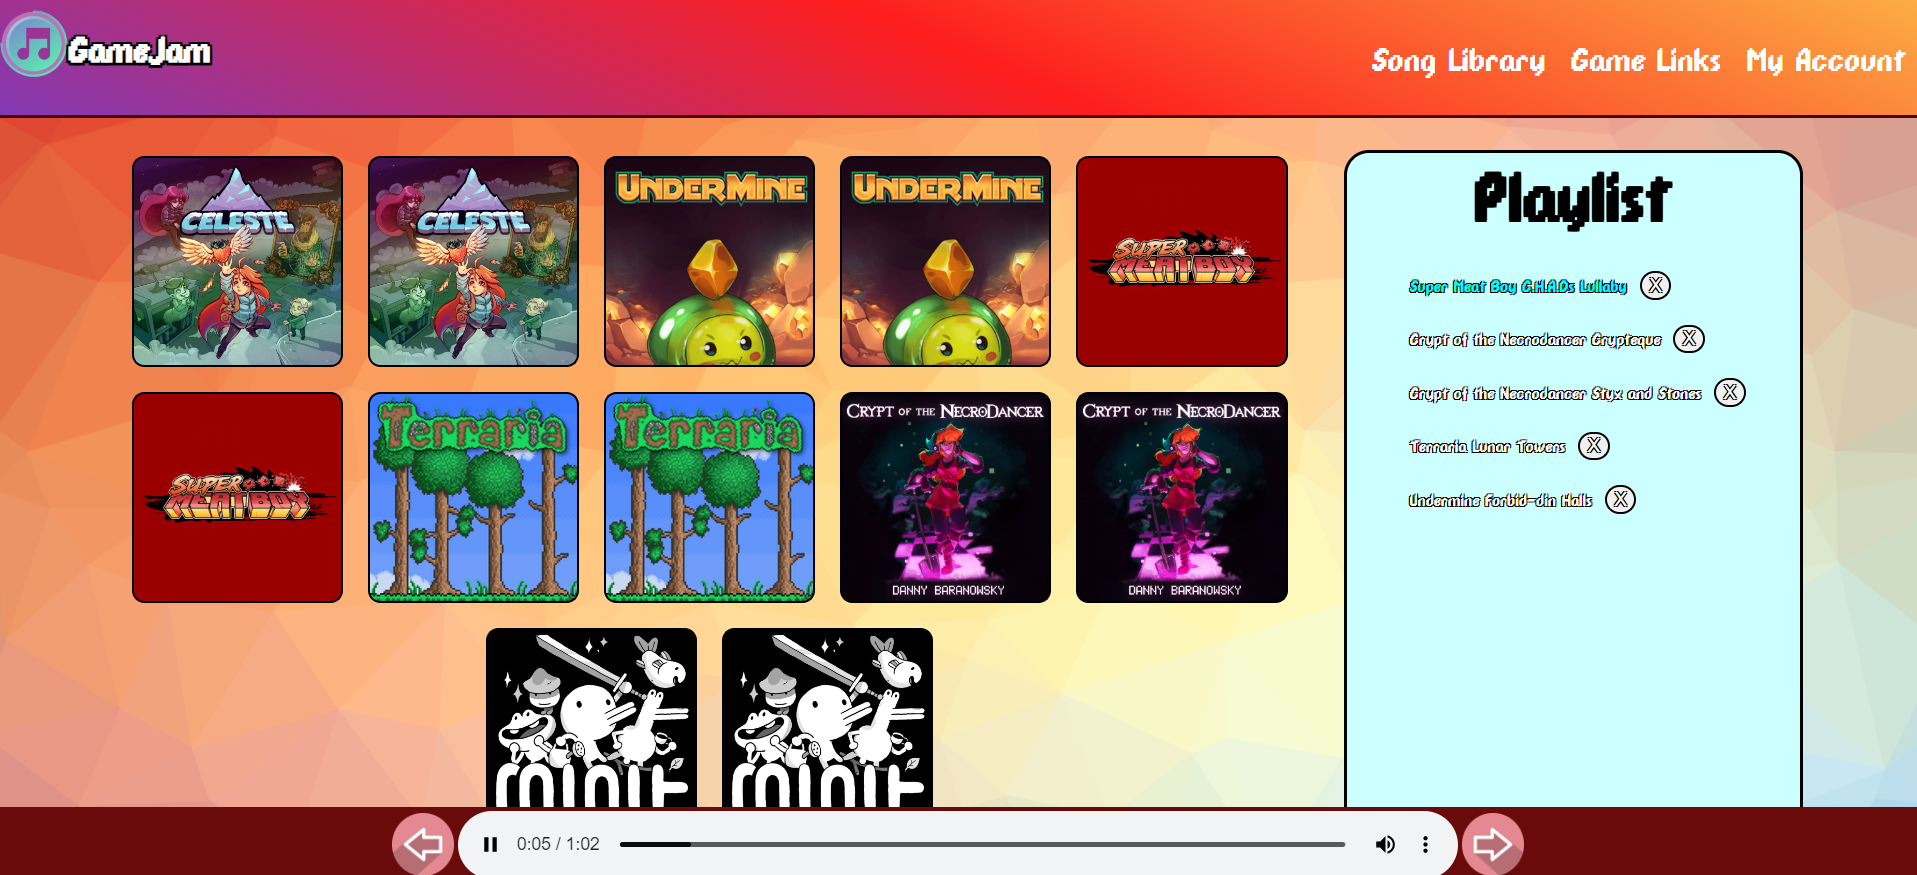 GameJam
Song Library Game Links My Account
CELESTE
CELESTE
UNDERMINE
UNDERMINE
SUPER
MEAT BOY
Playlist
Super Meat Boy C.H.A.Ds Lullaby X
Crypt of the Necrodancer Crypteque X
Crypt of the Necrodancer Styx and Stones X
Terraria Lunar Towers X
Undermine Forbid-din Halls X
SUPER
MEAT BOY
Terraria
Terraria
CRYPT OF THE NECRODANCER
DANNY BARANOWSKY
CRYPT OF THE NECRODANCER
DANNY BARANOWSKY
minit
minit
0:05 / 1:02